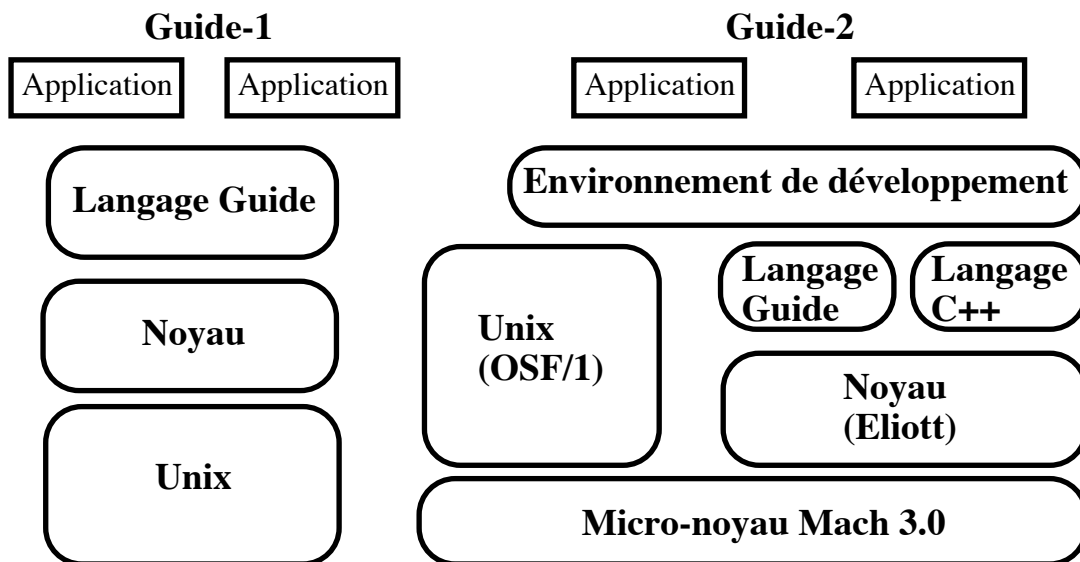 Guide-1
Application
Application
Langage Guide
Noyau
Unix
Guide-2
Application
Application
Environnement de développement
Unix
(OSF/1)
Langage
Guide
Langage
C++
Noyau
(Eliott)
Micro-noyau Mach 3.0